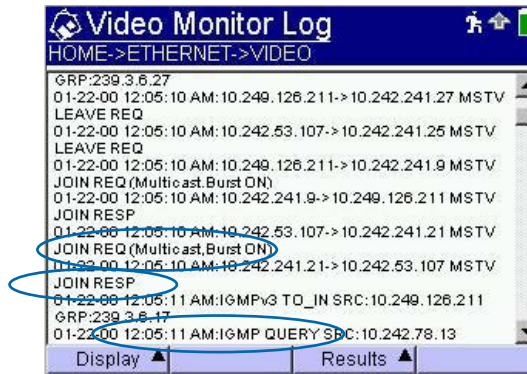 Video Monitor Log
HOME->ETHERNET->VIDEO
GRP:239.3.6.27
01-22-00 12:05:10 AM:10.249.126.211->10.242.241.27 MSTV
LEAVE REQ
01-22-00 12:05:10 AM:10.242.53.107->10.242.241.25 MSTV
LEAVE REQ
01-22-00 12:05:10 AM:10.249.126.211->10.242.241.9 MSTV
JOIN REQ (Multicast,Burst ON)
01-22-00 12:05:10 AM:10.242.241.9->10.249.126.211 MSTV
JOIN RESP
01-22-00 12:05:10 AM:10.242.53.107->10.242.241.21 MSTV
JOIN REQ (Multicast,Burst ON)
01-22-00 12:05:10 AM:10.242.241.21->10.242.53.107 MSTV
JOIN RESP
01-22-00 12:05:11 AM:IGMPv3 TO_IN SRC:10.249.126.211
GRP:239.3.6.17
01-22-00 12:05:11 AM:IGMP QUERY SRC:10.242.78.13
Display Results